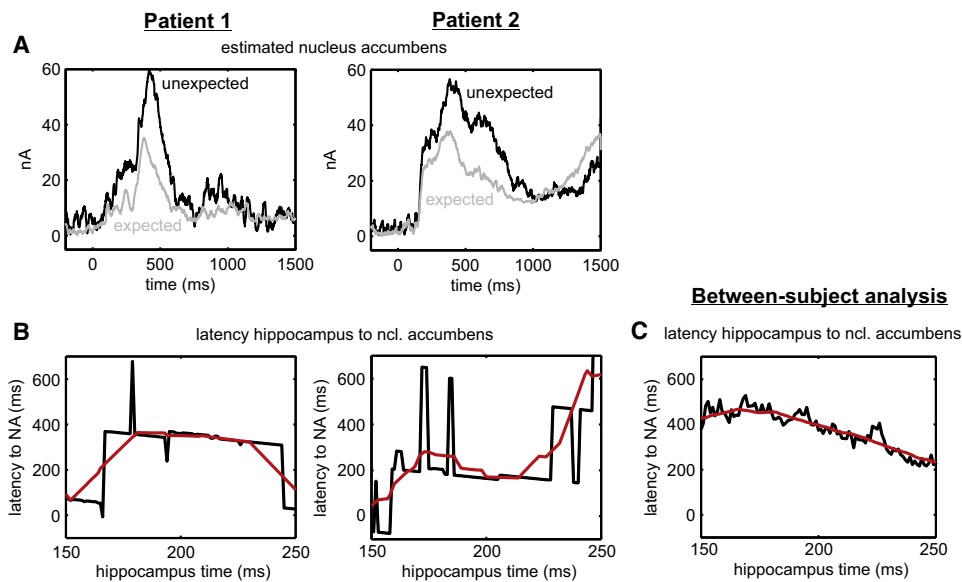 Patient 1
Patient 2
A
estimated nucleus accumbens
60
40
20
0
nA
unexpected
expected
0
500
1000
1500
time (ms)
60
40
20
0
unexpected
expected
0
500
1000
1500
time (ms)
Between-subject analysis
B
latency hippocampus to ncl. accumbens
latency to NA (ms)
600
400
200
0
150
200
250
hippocampus time (ms)
latency to NA (ms)
600
400
200
0
150
200
250
hippocampus time (ms)
C
latency hippocampus to ncl. accumbens
latency to NA (ms)
600
400
200
0
150
200
250
hippocampus time (ms)